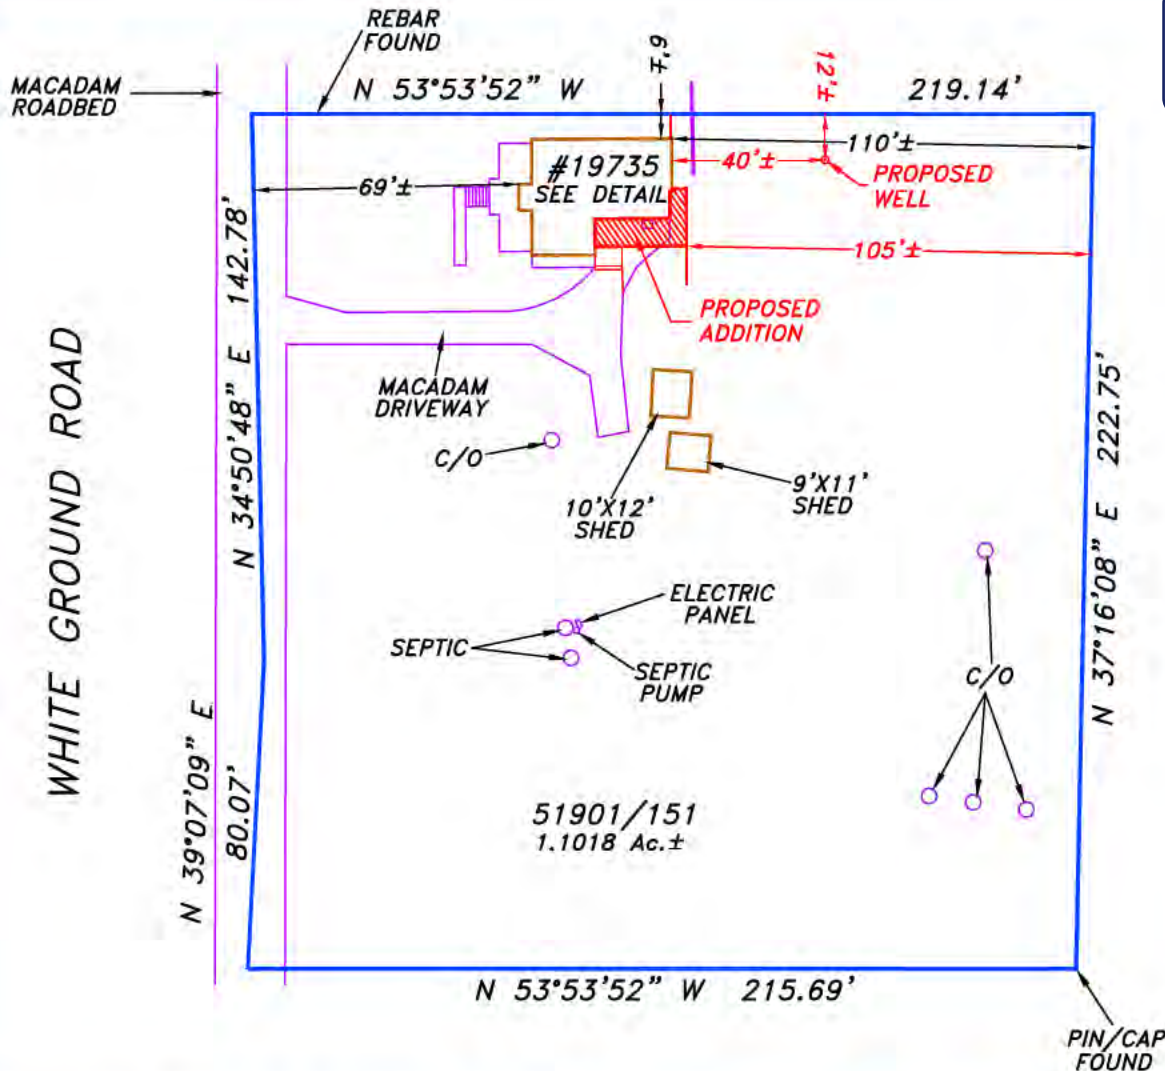 REBAR
FOUND
MACADAM
ROADBED
N 53°53'52" W
6'±
12'±
219.14'
#19735
SEE DETAIL
110'±
40'±
PROPOSED
WELL
69'±
105'±
PROPOSED
ADDITION
N 34°50'48" E 142.78'
WHITE GROUND ROAD
MACADAM
DRIVEWAY
C/O
10'X12'
SHED
9'X11'
SHED
N 37°16'08" E 222.75'
ELECTRIC
PANEL
SEPTIC
SEPTIC
PUMP
C/O
N 39°07'09" E
80.07'
51901/151
1.1018 Ac.±
N 53°53'52" W 215.69'
PIN/CAP
FOUND